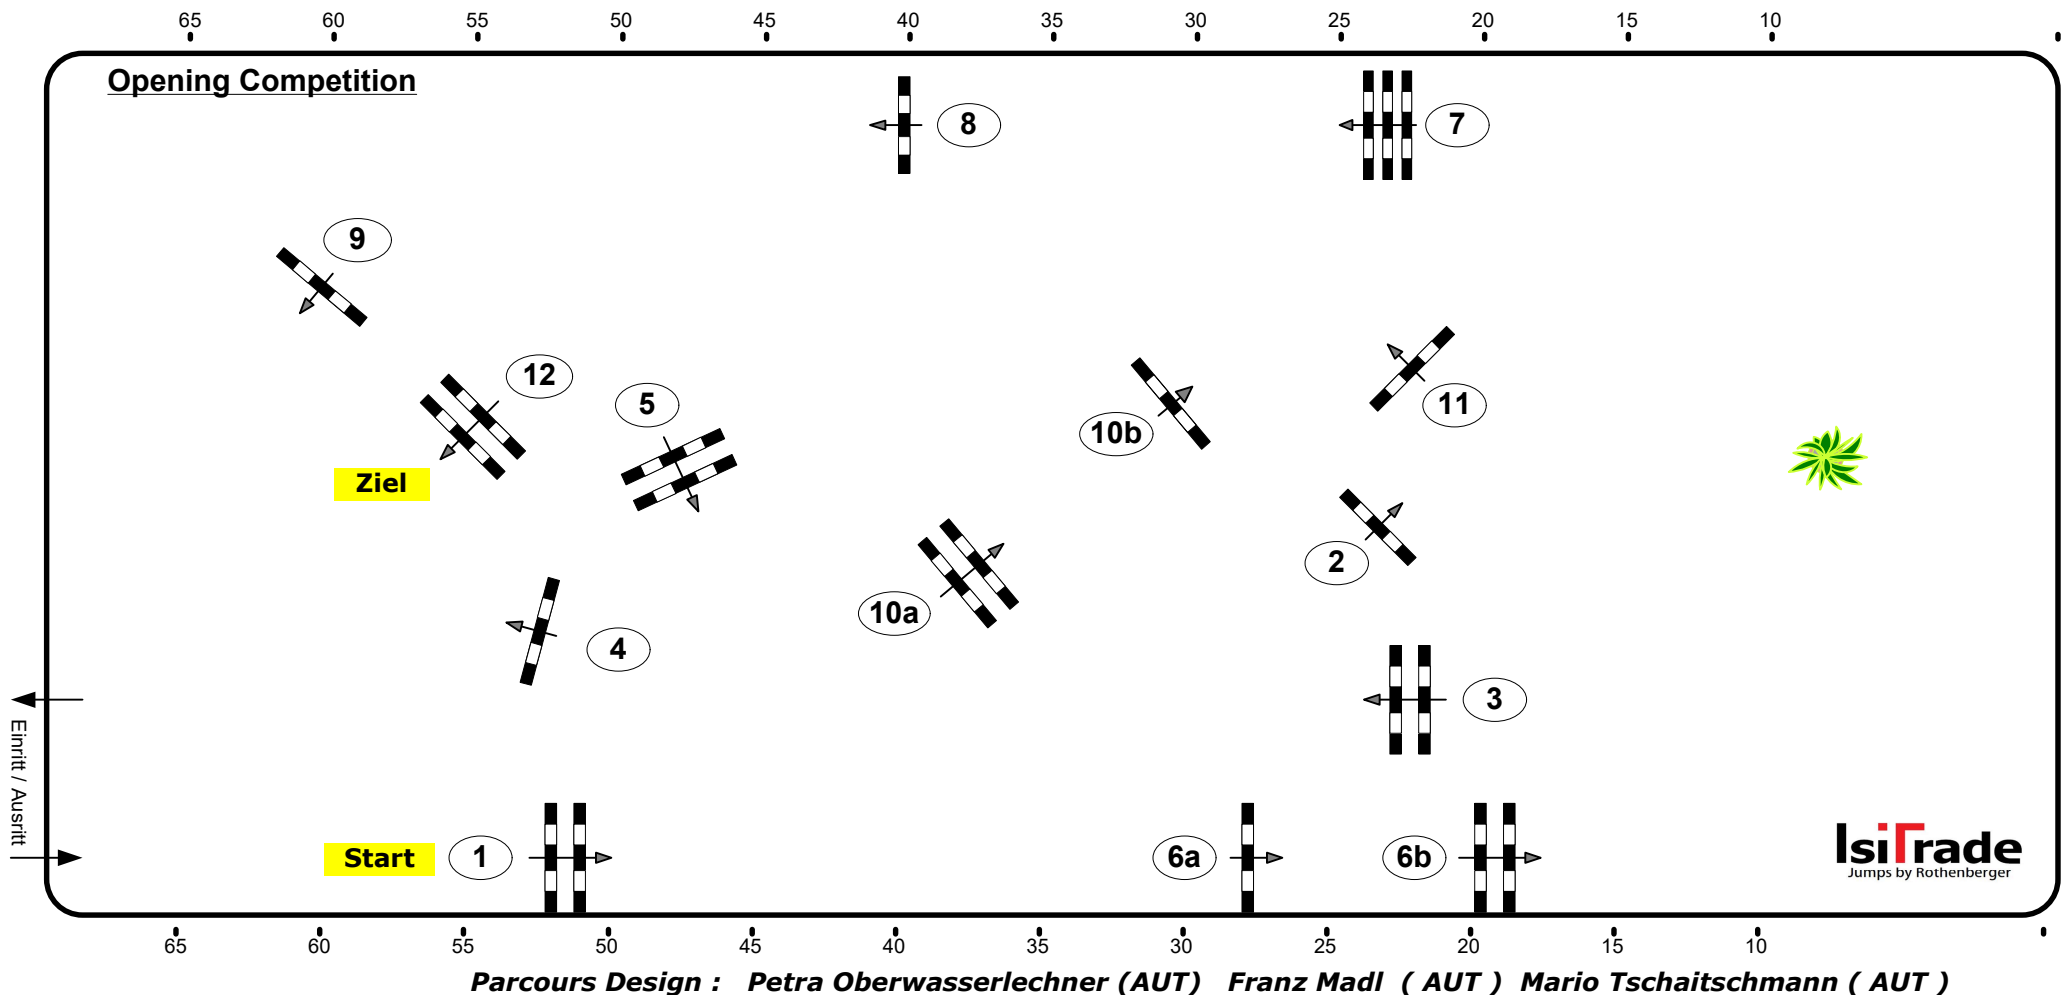 65 60 55 50 45 40 35 30 25 20 15 10
Opening Competition
8
7
9
12
5
11
10b
Ziel
2
10a
4
3
Einritt / Ausritt
Start
1
6a
6b
IsiTrade
Jumps by Rothenberger
65 60 55 50 45 40 35 30 25 20 15 10
Parcours Design : Petra Oberwasserlechner (AUT) Franz Madl ( AUT ) Mario Tschaitschmann ( AUT )